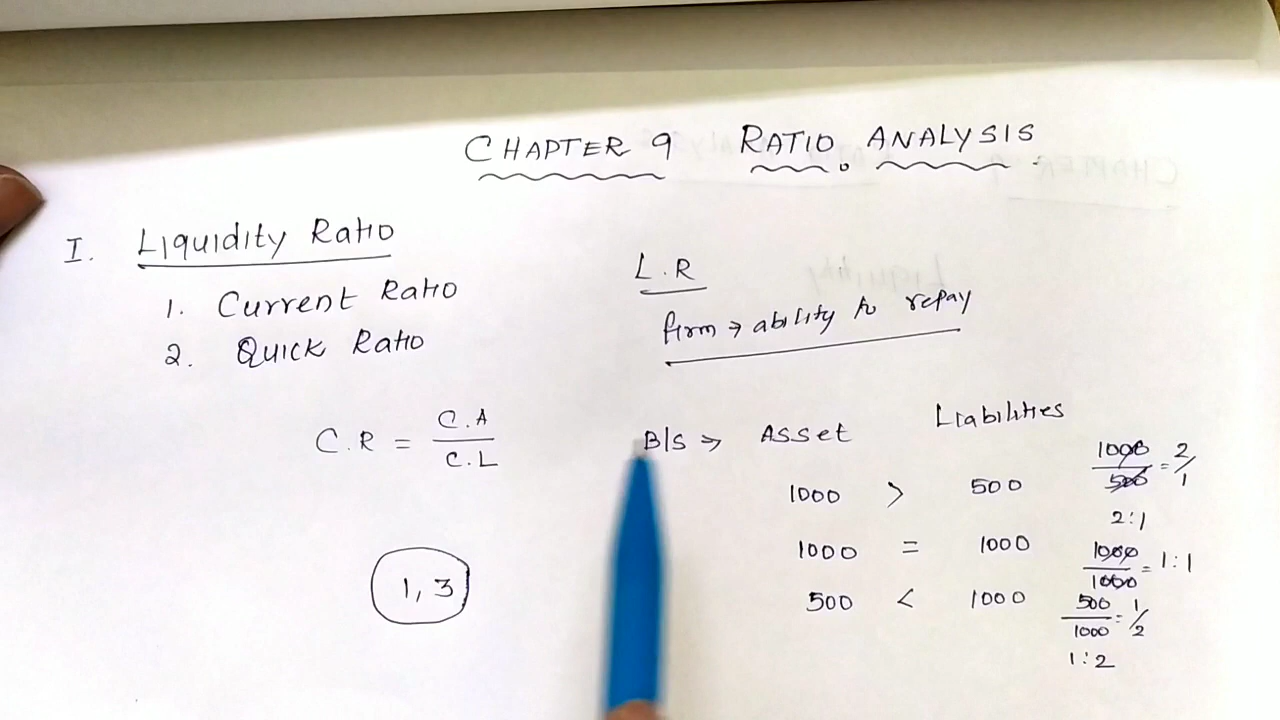 CHAPTER 9 RATIO ANALYSIS
I. Liquidity Ratio
1. Current Ratio
2. Quick Ratio
C.R = C.A / C.L
1, 3
L.R
firm → ability to repay
B/S → Asset Liabilities
1000 > 500
1000 = 1000
500 < 1000
1000/500 = 2/1
2:1
1000/1000 = 1:1
500/1000 = 1/2
1:2